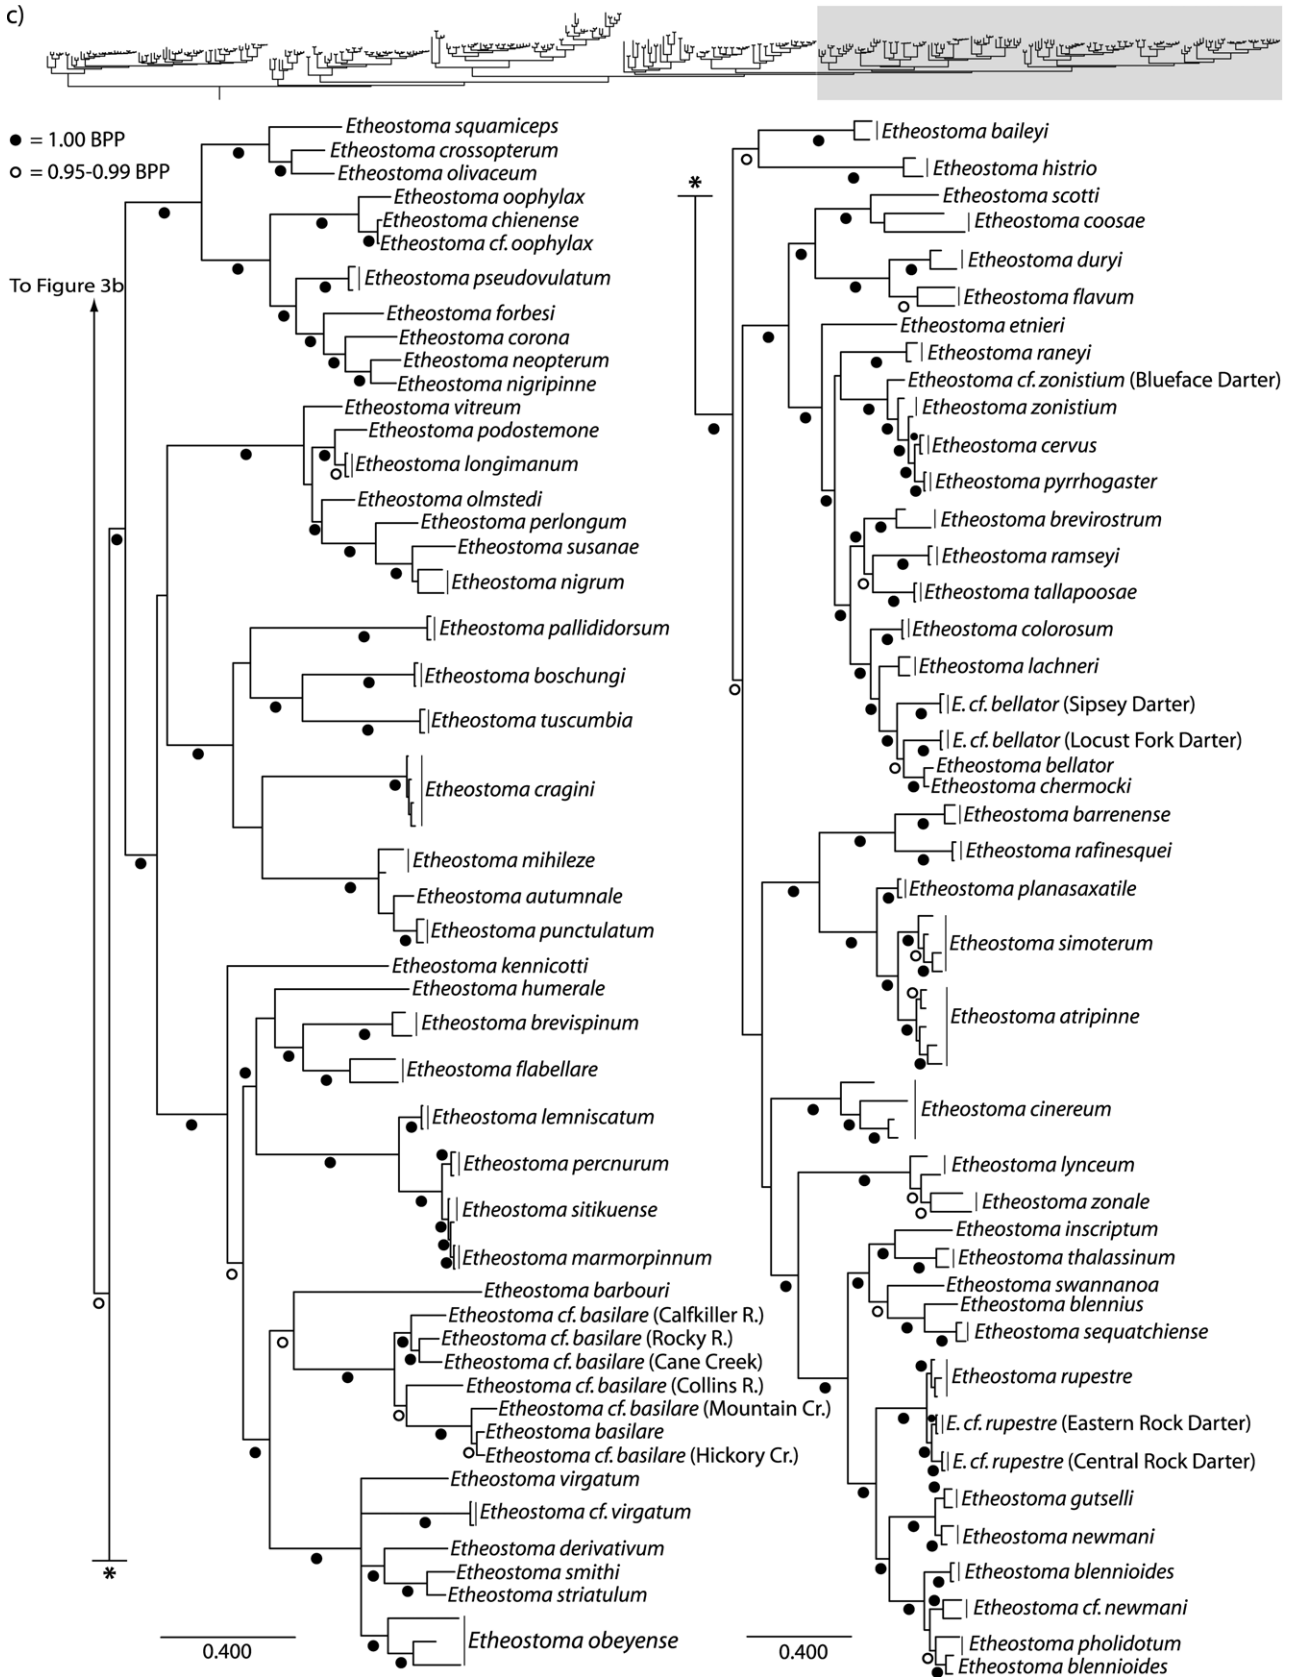 c)
● = 1.00 BPP
○ = 0.95-0.99 BPP
To Figure 3b
Etheostoma squamiceps
Etheostoma crossopterum
Etheostoma olivaceum
Etheostoma oophylax
Etheostoma chienense
Etheostoma cf. oophylax
Etheostoma pseudovulatum
Etheostoma forbesi
Etheostoma corona
Etheostoma neopterum
Etheostoma nigripinne
Etheostoma vitreum
Etheostoma podostemone
Etheostoma longimanum
Etheostoma olmstedi
Etheostoma perlongum
Etheostoma susanae
Etheostoma nigrum
Etheostoma pallididorsum
Etheostoma boschungi
Etheostoma tuscumbia
Etheostoma cragini
Etheostoma mihileze
Etheostoma autumnale
Etheostoma punctulatum
Etheostoma kennicotti
Etheostoma humerale
Etheostoma brevispinum
Etheostoma flabellare
Etheostoma lemniscatum
Etheostoma percnurum
Etheostoma sitikuense
Etheostoma marmorpinnum
Etheostoma barbouri
Etheostoma cf. basilare (Calfkiller R.)
Etheostoma cf. basilare (Rocky R.)
Etheostoma cf. basilare (Cane Creek)
Etheostoma cf. basilare (Collins R.)
Etheostoma cf. basilare (Mountain Cr.)
Etheostoma basilare
Etheostoma cf. basilare (Hickory Cr.)
Etheostoma virgatum
Etheostoma cf. virgatum
Etheostoma derivativum
Etheostoma smithi
Etheostoma striatulum
Etheostoma obeyense
*
0.400
*
Etheostoma baileyi
Etheostoma histrio
Etheostoma scotti
Etheostoma coosae
Etheostoma duryi
Etheostoma flavum
Etheostoma etnieri
Etheostoma raneyi
Etheostoma cf. zonistium (Blueface Darter)
Etheostoma zonistium
Etheostoma cervus
Etheostoma pyrrhogaster
Etheostoma brevirostrum
Etheostoma ramseyi
Etheostoma tallapoosae
Etheostoma colorosum
Etheostoma lachneri
E. cf. bellator (Sipsey Darter)
E. cf. bellator (Locust Fork Darter)
Etheostoma bellator
Etheostoma chermocki
Etheostoma barrenense
Etheostoma rafinesquei
Etheostoma planasaxatile
Etheostoma simoterum
Etheostoma atripinne
Etheostoma cinereum
Etheostoma lynceum
Etheostoma zonale
Etheostoma inscriptum
Etheostoma thalassinum
Etheostoma swannanoa
Etheostoma blennius
Etheostoma sequatchiense
Etheostoma rupestre
E. cf. rupestre (Eastern Rock Darter)
E. cf. rupestre (Central Rock Darter)
Etheostoma gutselli
Etheostoma newmani
Etheostoma blennioides
Etheostoma cf. newmani
Etheostoma pholidotum
Etheostoma blennioides
0.400